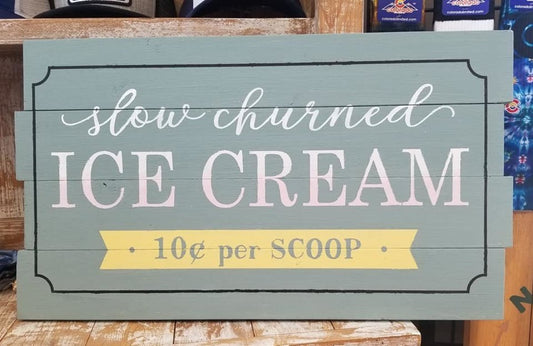 slow churned
ICE CREAM
• 10¢ per SCOOP •